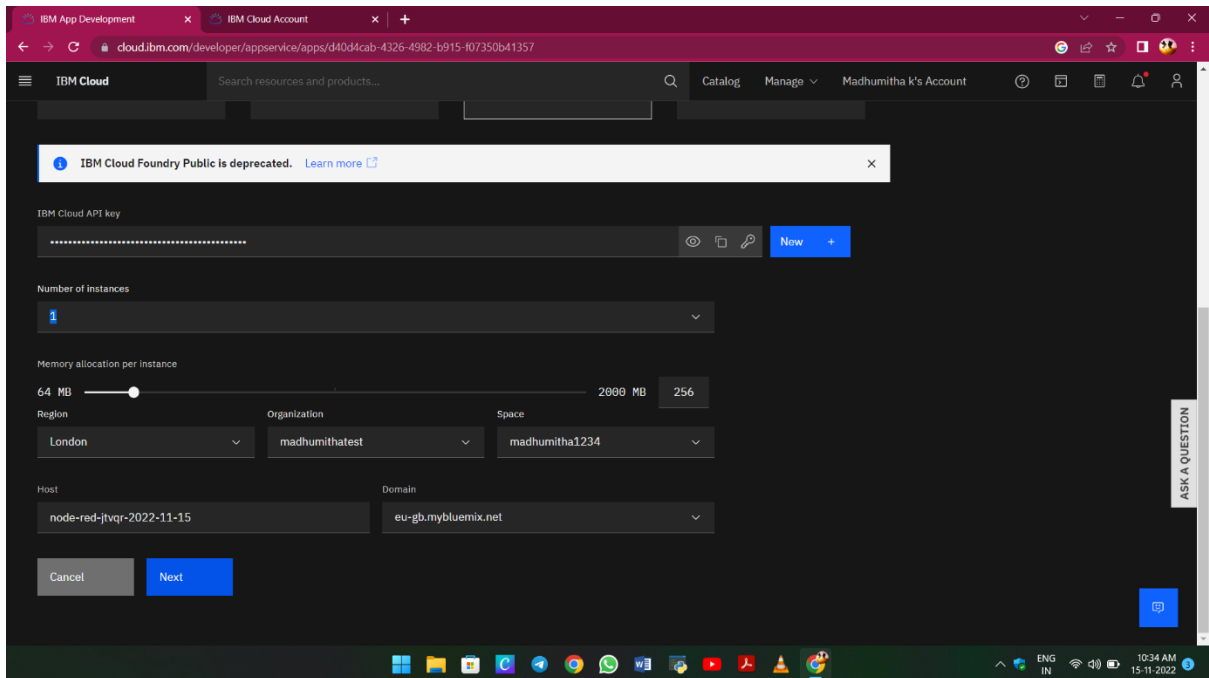 IBM App Development
IBM Cloud Account
cloud.ibm.com/developer/appservice/apps/d40d4cab-4326-4982-b915-f07350b41357
IBM Cloud
Search resources and products...
Catalog
Manage
Madhumitha k's Account
IBM Cloud Foundry Public is deprecated. Learn more
IBM Cloud API key
New +
Number of instances
1
Memory allocation per instance
64 MB
2000 MB
256
Region
Organization
Space
London
madhumithatest
madhumitha1234
Host
Domain
node-red-jtvqr-2022-11-15
eu-gb.mybluemix.net
Cancel
Next
ASK A QUESTION
ENG
IN
10:34 AM
15-11-2022
3